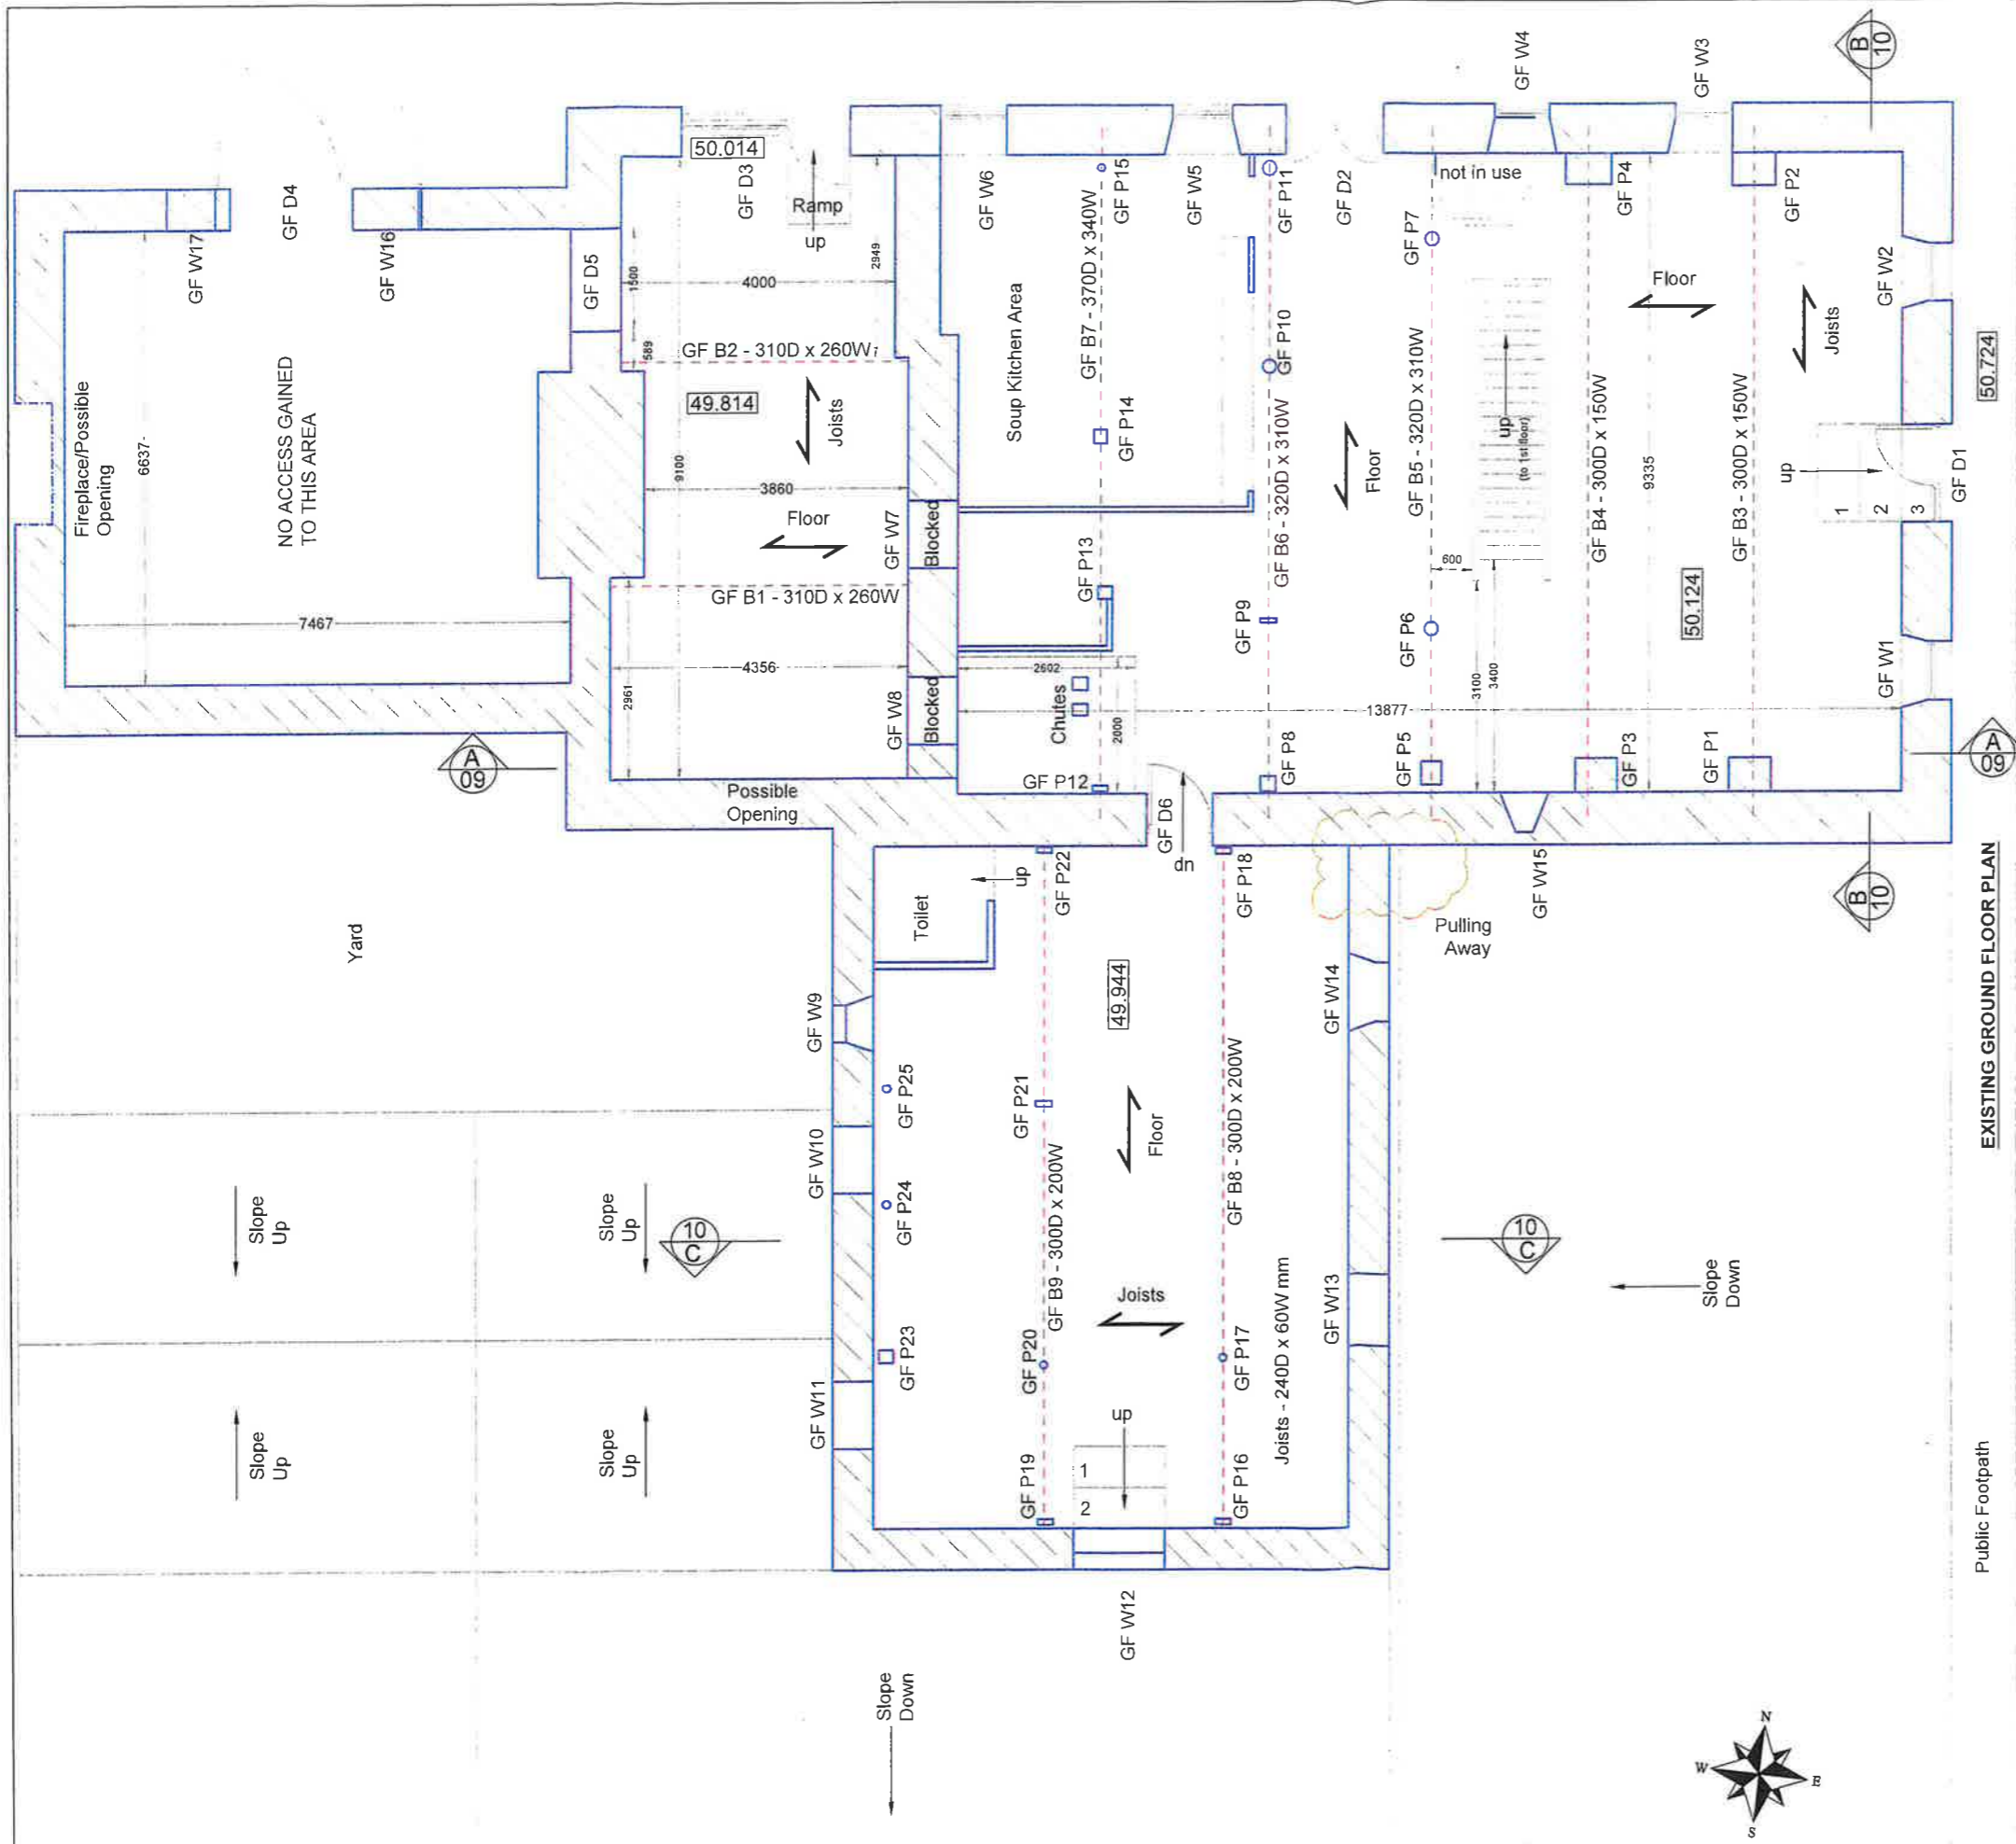 Fireplace/Possible
Opening
6637
NO ACCESS GAINED
TO THIS AREA
7467
GF W17
GF D4
GF W16
GF D5
50.014
GF D3
Ramp
up
1500
4000
2949
589
GF B2 - 310D x 260W
49.814
Joists
9100
3860
Floor
GF W7
Blocked
GF B1 - 310D x 260W
4356
2961
GF W8
Blocked
Possible
Opening
A
09
GF W6
Soup Kitchen Area
GF B7 - 370D x 340W
GF P15
GF W5
GF P14
GF P13
GF P12
Chutes
2602
2000
GF P11
GF P10
GF B6 - 320D x 310W
GF P9
GF P8
GF D2
Floor
not in use
GF P7
GF B5 - 320D x 310W
GF P6
GF P5
600
up
(to 1st floor)
3100
3400
13877
9335
GF W4
GF W3
GF P4
GF P2
Floor
Joists
GF B4 - 300D x 150W
GF B3 - 300D x 150W
GF P3
GF P1
50.124
GF W2
GF W1
up
1
2
3
GF D1
50.724
B
10
A
09
B
10
GF D6
dn
GF W15
Pulling
Away
Toilet
up
GF P22
GF P18
Yard
GF W9
GF P25
GF W10
GF P24
GF P23
GF W11
GF P21
49.944
Floor
GF B9 - 300D x 200W
GF B8 - 300D x 200W
Joists
GF P20
GF P17
Joists - 240D x 60W mm
GF P19
GF P16
up
1
2
GF W12
GF W13
GF W14
Slope
Up
Slope
Up
Slope
Up
Slope
Up
10
C
10
C
Slope
Down
Slope
Down
Public Footpath
EXISTING GROUND FLOOR PLAN
N
E
S
W